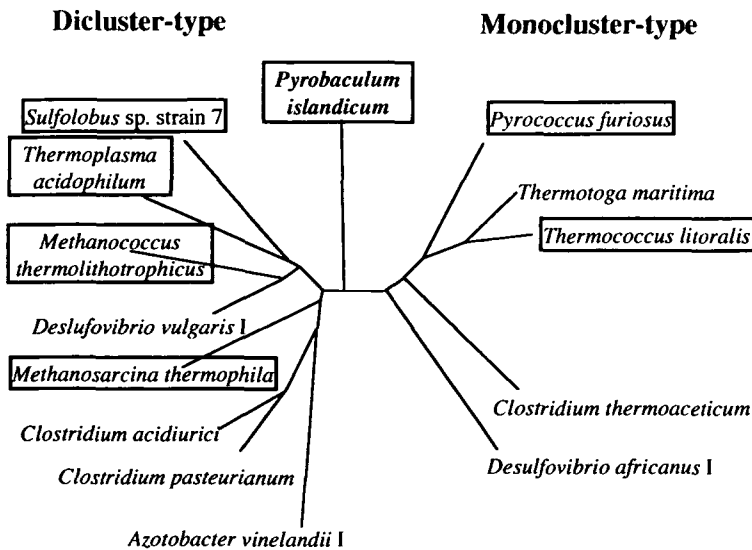 Dicluster-type
Monocluster-type
Pyrobaculum
islandicum
Sulfolobus sp. strain 7
Pyrococcus furiosus
Thermoplasma
acidophilum
Thermotoga maritima
Thermococcus litoralis
Methanococcus
thermolithotrophicus
Deslufovibrio vulgaris I
Methanosarcina thermophila
Clostridium thermoaceticum
Clostridium acidiurici
Desulfovibrio africanus I
Clostridium pasteurianum
Azotobacter vinelandii I